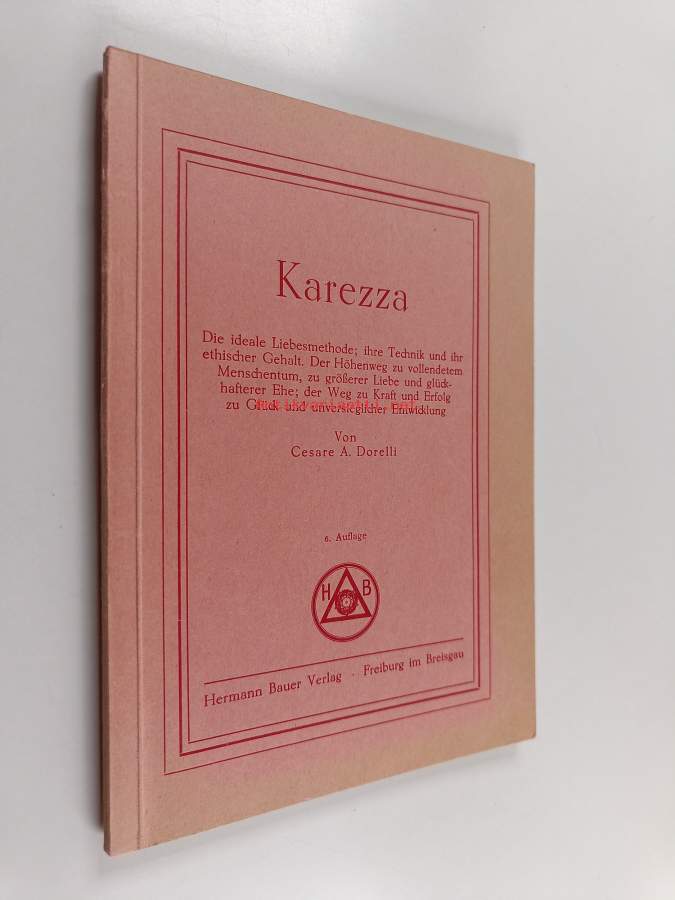 Karezza
Die ideale Liebesmethode; ihre Technik und ihr
ethischer Gehalt. Der Höhenweg zu vollendetem
Menschentum, zu größerer Liebe und glück-
hafterer Ehe; der Weg zu Kraft und Erfolg
zu Glück und unversieglicher Entwicklung
Von
Cesare A. Dorelli
6. Auflage
H B
Hermann Bauer Verlag . Freiburg im Breisgau